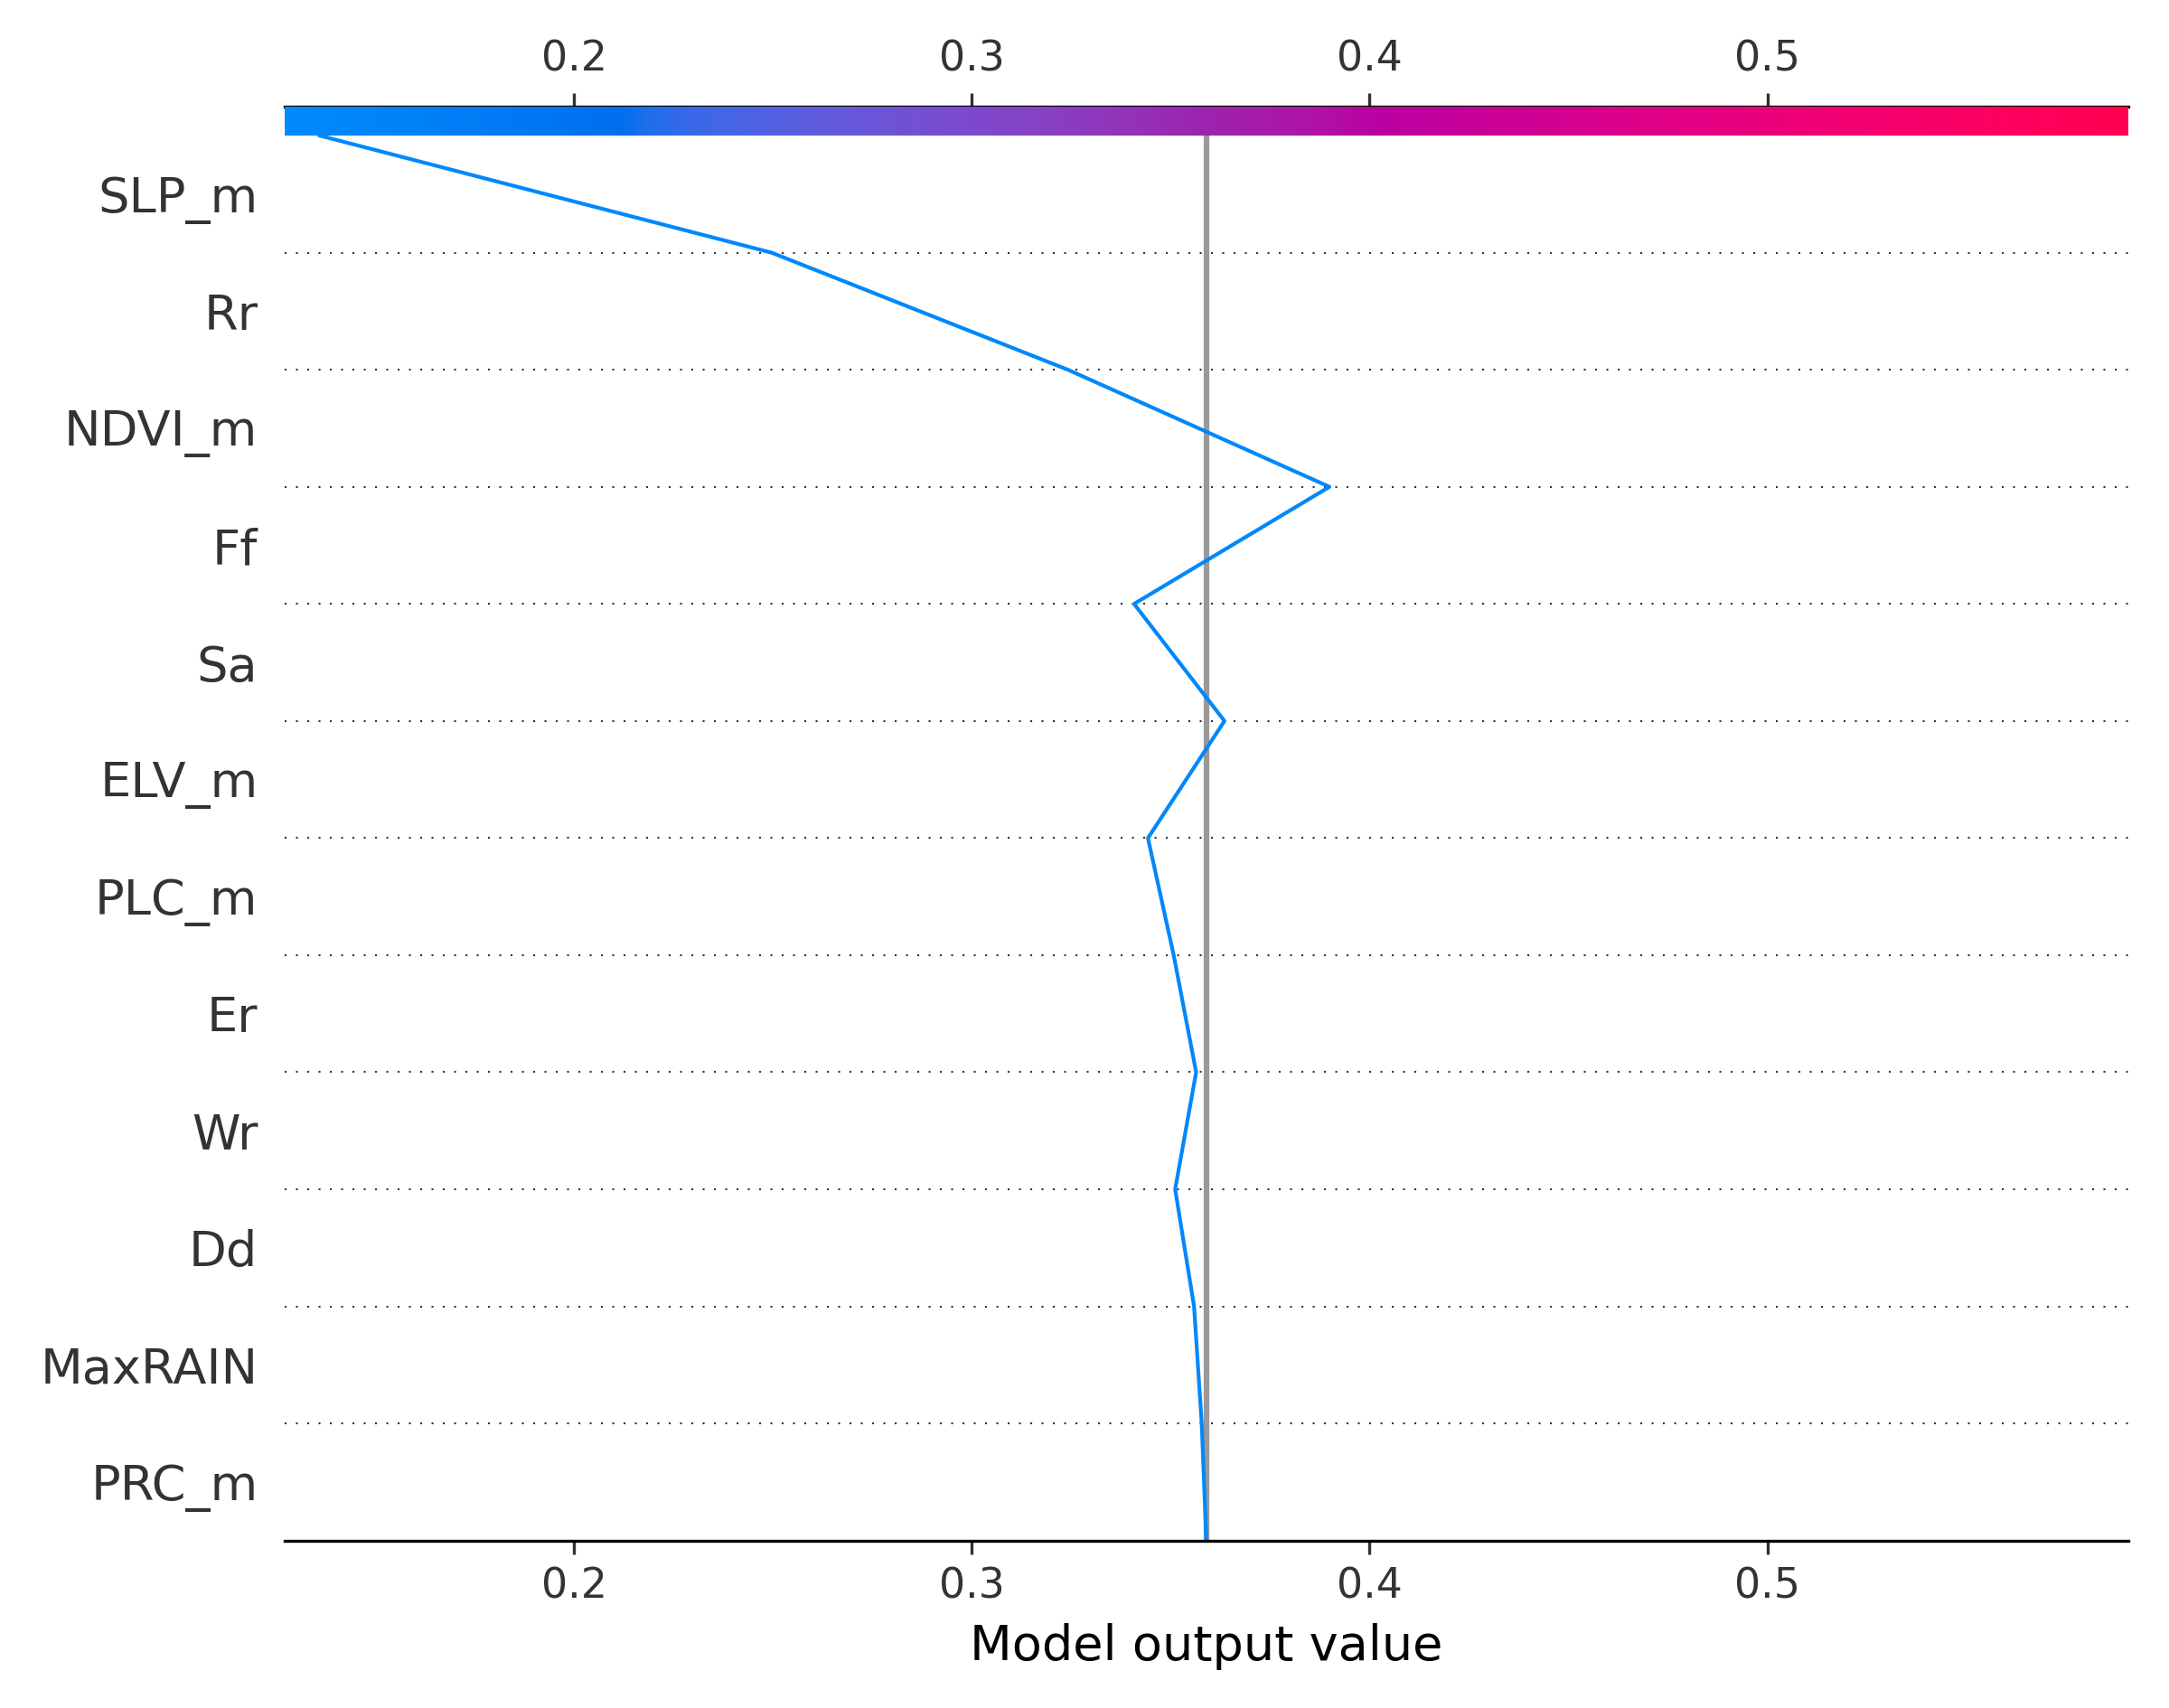 0.2 0.3 0.4 0.5
SLP_m
Rr
NDVI_m
Ff
Sa
ELV_m
PLC_m
Er
Wr
Dd
MaxRAIN
PRC_m
0.2 0.3 0.4 0.5
Model output value